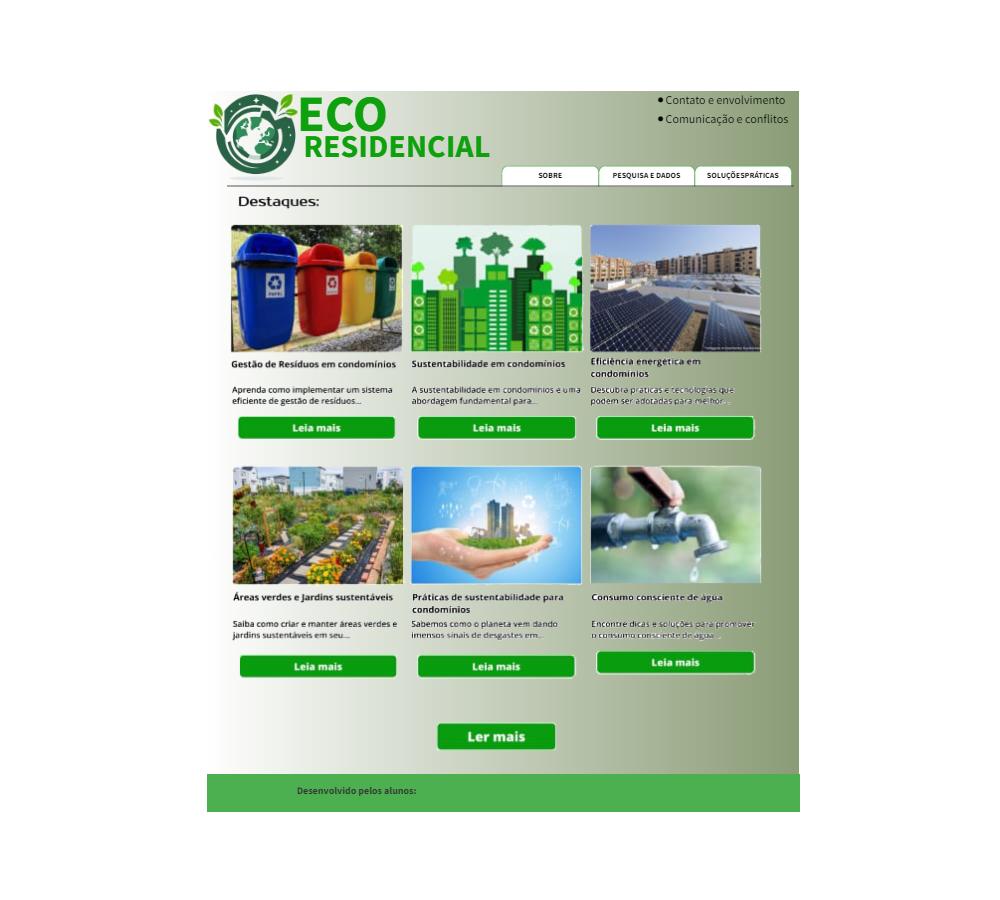 ECO
RESIDENCIAL
• Contato e envolvimento
• Comunicação e conflitos
SOBRE
PESQUISA E DADOS
SOLUÇÕESPRÁTICAS
Destaques:
PAPEL
Gestão de Resíduos em condomínios
Aprenda como implementar um sistema
eficiente de gestão de resíduos...
Leia mais
Sustentabilidade em condomínios
A sustentabilidade em condomínios é uma
abordagem fundamental para...
Leia mais
Eficiência energética em
condomínios
Descubra práticas e tecnologias que
podem ser adotadas para melhor...
Leia mais
Áreas verdes e Jardins sustentáveis
Saiba como criar e manter áreas verdes e
jardins sustentáveis em seu...
Leia mais
Práticas de sustentabilidade para
condomínios
Sabemos como o planeta vem dando
imensos sinais de desgastes em...
Leia mais
Consumo consciente de água
Encontre dicas e soluções para promover
o consumo consciente de água...
Leia mais
Ler mais
Desenvolvido pelos alunos: